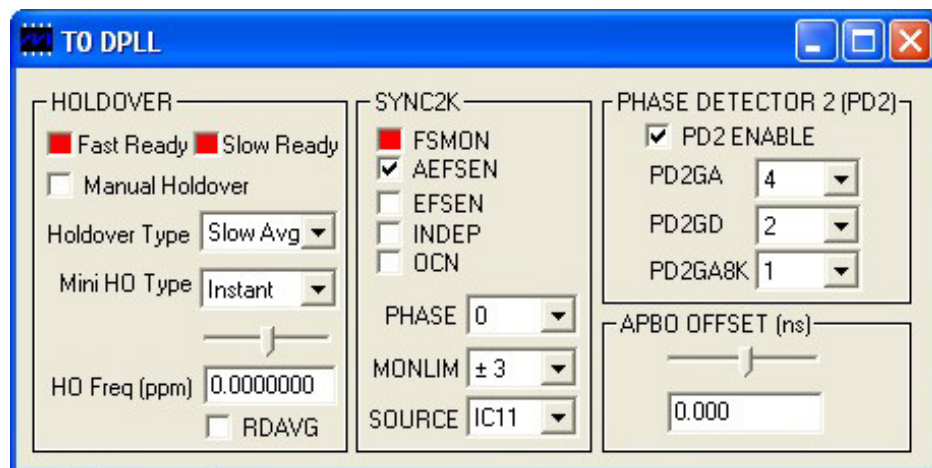 T0 DPLL
HOLDOVER
Fast Ready Slow Ready
Manual Holdover
Holdover Type Slow Avg
Mini HO Type Instant
HO Freq (ppm) 0.0000000
RDAVG
SYNC2K
FSMON
AEFSEN
EFSEN
INDEP
OCN
PHASE 0
MONLIM ± 3
SOURCE IC11
PHASE DETECTOR 2 (PD2)
PD2 ENABLE
PD2GA 4
PD2GD 2
PD2GA8K 1
APBO OFFSET (ns)
0.000